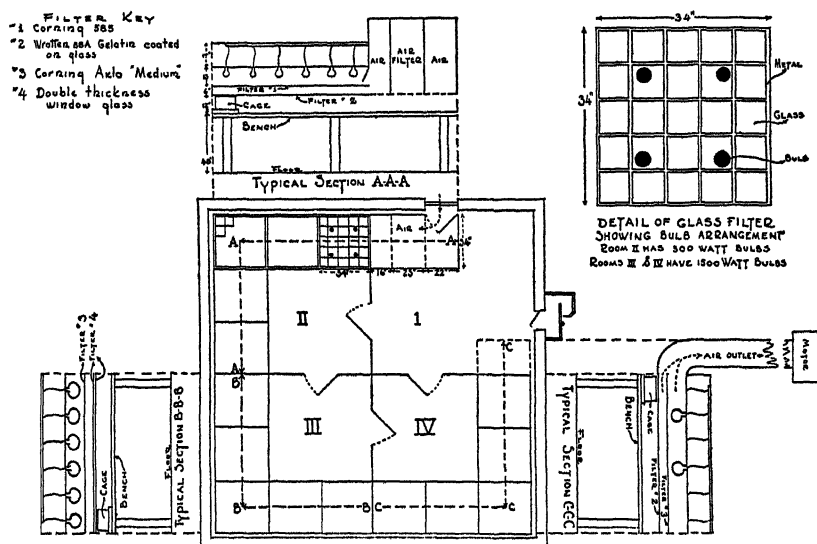 FILTER KEY
#1 Corning 585
#2 Wratten 88A Gelatin coated
on glass
#3 Corning Aklo "Medium"
#4 Double thickness
window glass
AIR
AIR
FILTER
AIR
FILTER #1
CAGE
FILTER #2
BENCH
FLOOR
TYPICAL SECTION A-A-A
34"
34"
METAL
GLASS
BULB
DETAIL OF GLASS FILTER
SHOWING BULB ARRANGEMENT
ROOM II HAS 300 WATT BULBS
ROOMS III & IV HAVE 1500 WATT BULBS
A
AIR
A
34"
16"
25"
22"
II
1
C
A
B
III
IV
B
B C
C
FILTER #3
FILTER #4
CAGE
BENCH
FLOOR
TYPICAL SECTION B-B-B
TYPICAL SECTION C-C-C
FLOOR
BENCH
CAGE
FILTER #2
FILTER #3
AIR OUTLET
MOTOR